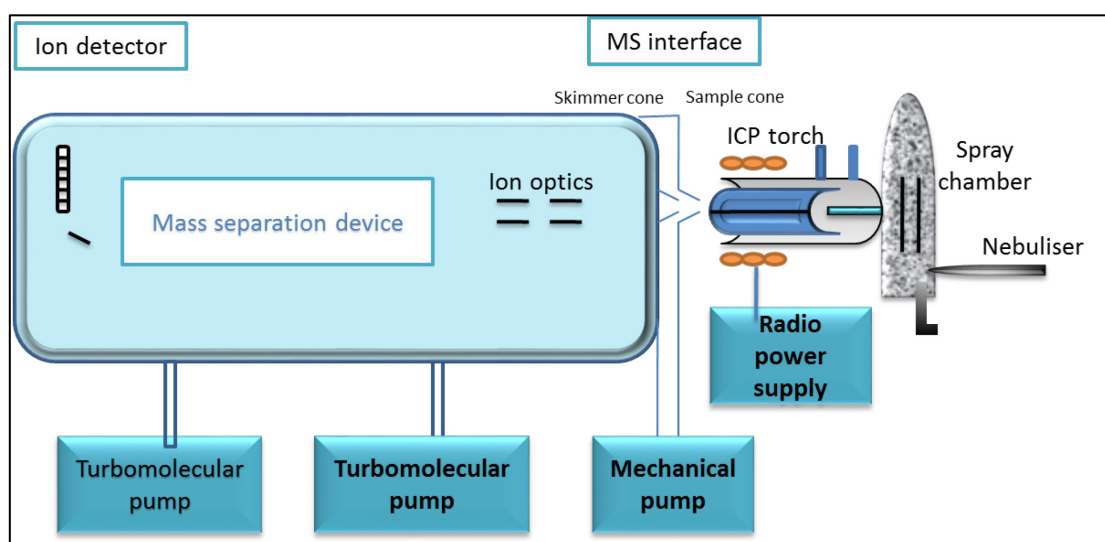 Ion detector
MS interface
Skimmer cone
Sample cone
ICP torch
Spray
chamber
Ion optics
Mass separation device
Nebuliser
Radio
power
supply
Turbomolecular
pump
Turbomolecular
pump
Mechanical
pump